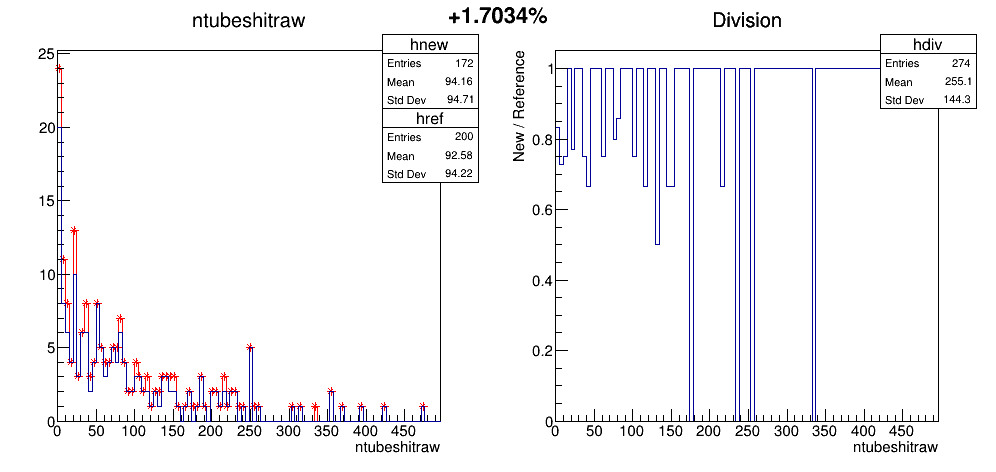 +1.7034%
ntubeshitraw
hnew
Entries 172
Mean 94.16
Std Dev 94.71
href
Entries 200
Mean 92.58
Std Dev 94.22
25
20
15
10
5
0
0 50 100 150 200 250 300 350 400 450
ntubeshitraw
Division
hdiv
Entries 274
Mean 255.1
Std Dev 144.3
New / Reference
1
0.8
0.6
0.4
0.2
0
0 50 100 150 200 250 300 350 400 450
ntubeshitraw